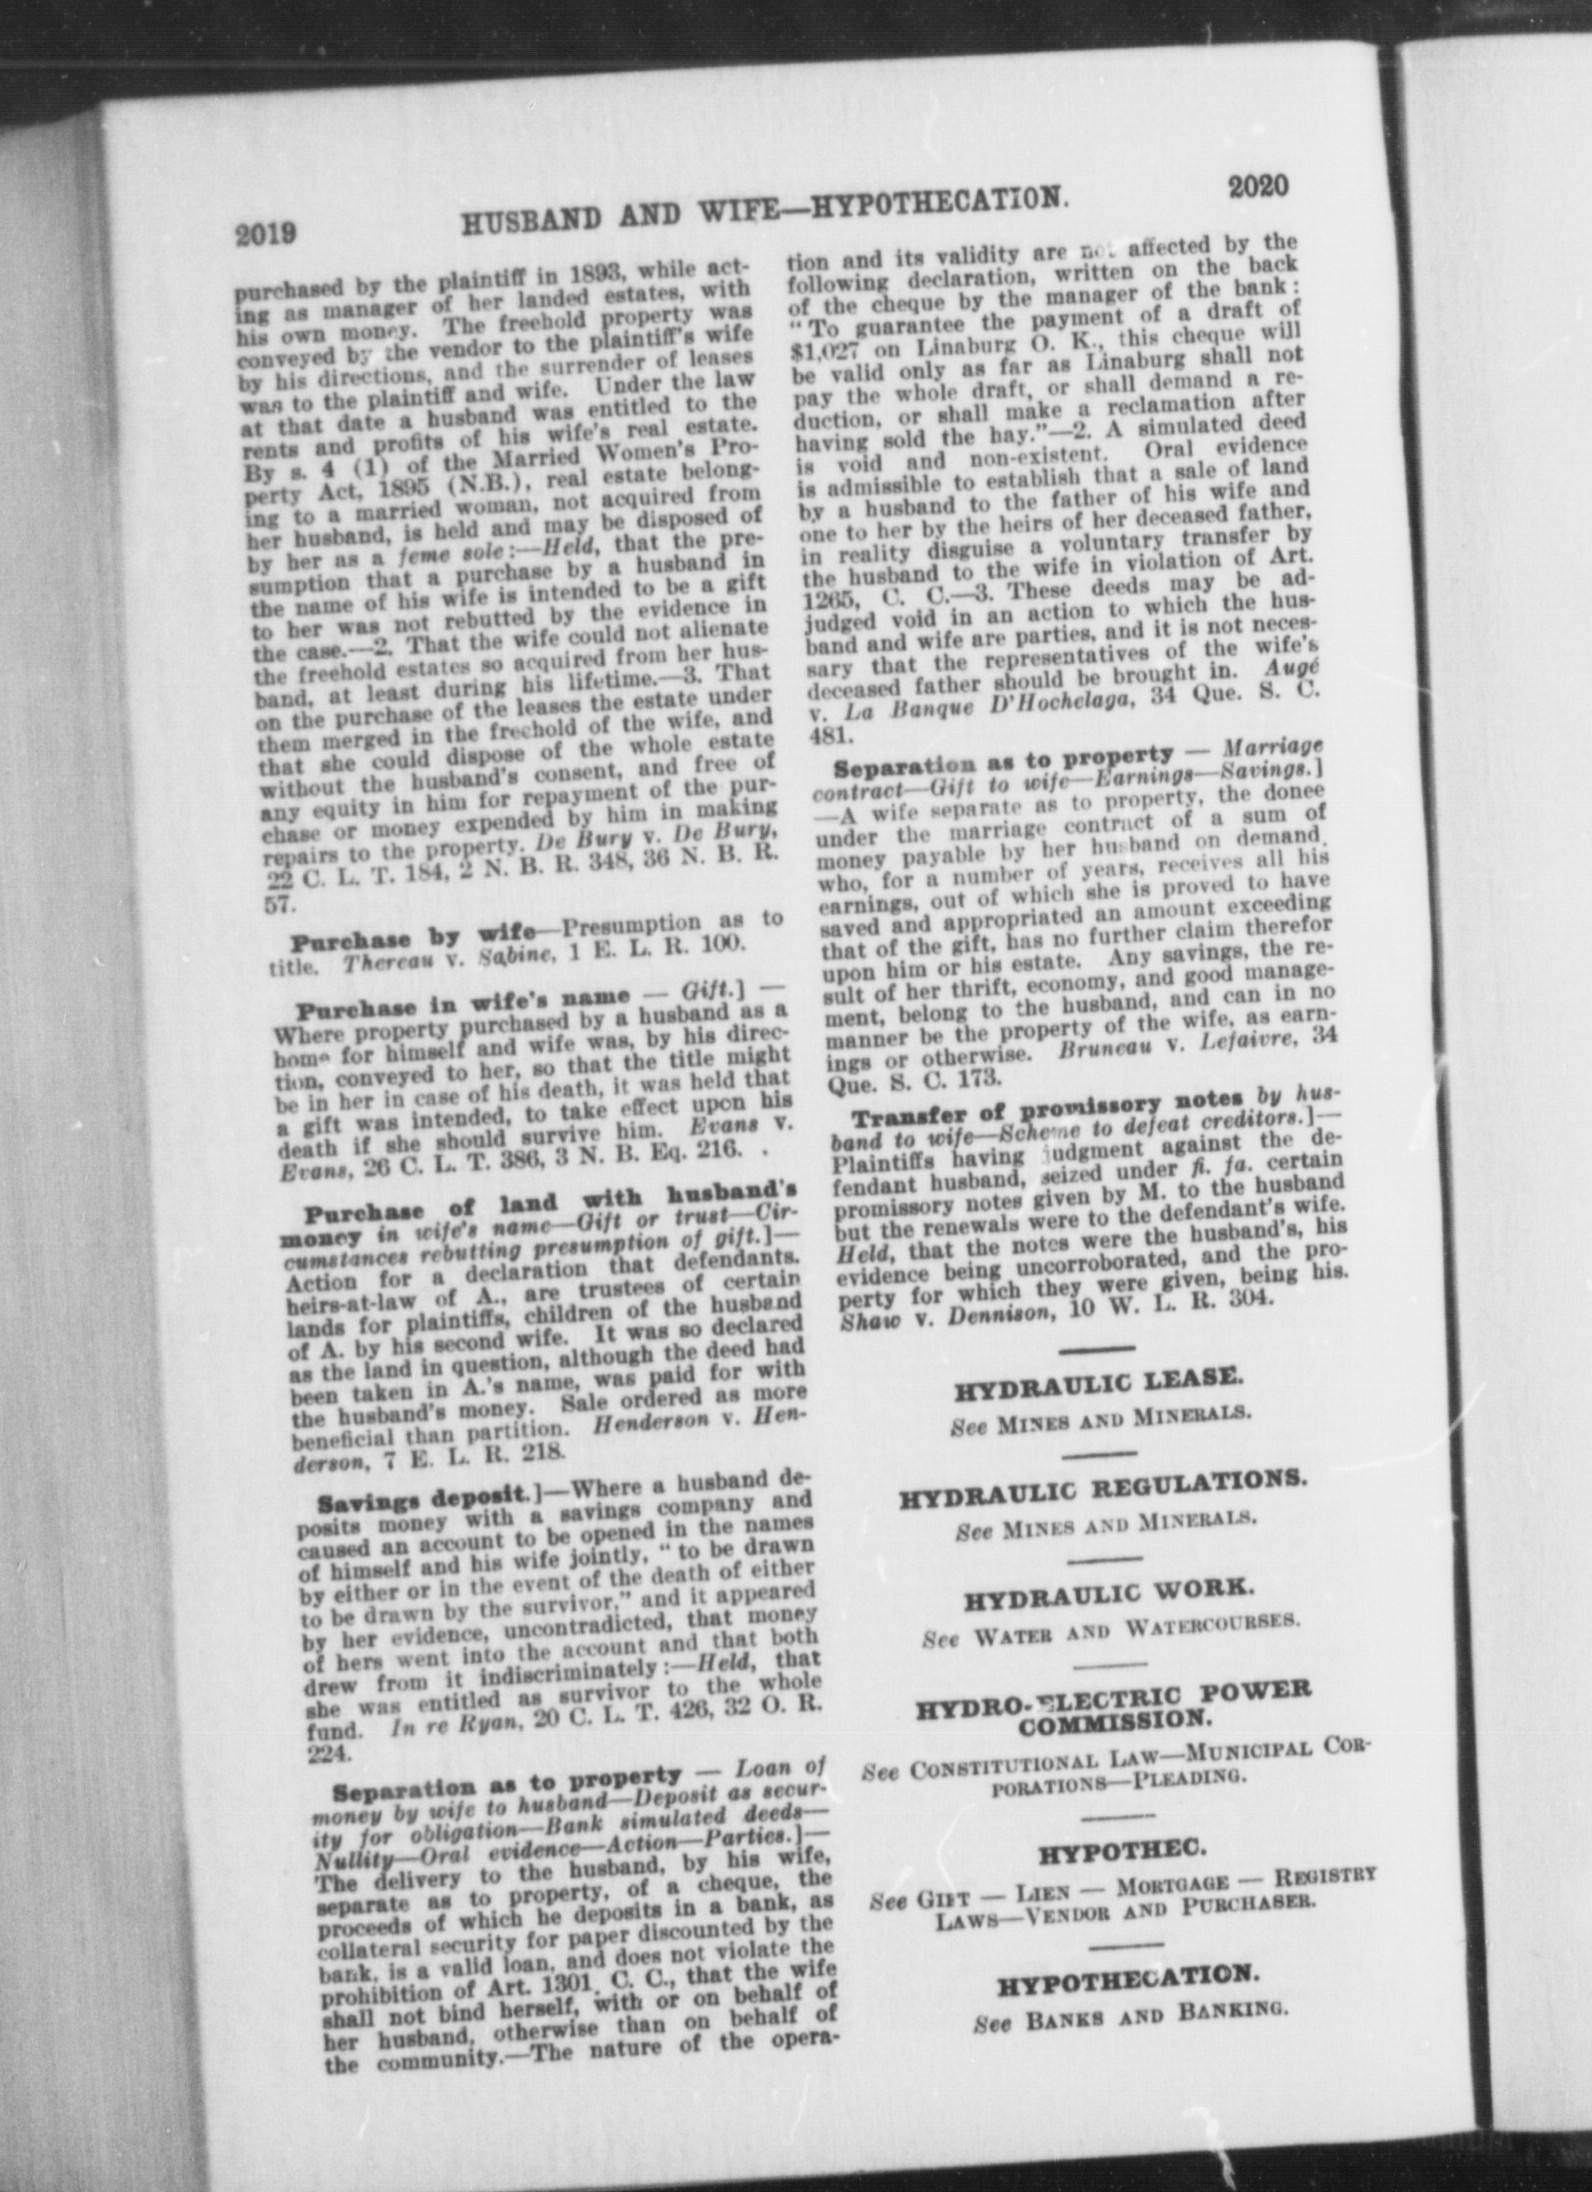 2019
HUSBAND AND WIFE—HYPOTHECATION.
2020
purchased by the plaintiff in 1893, while act-
ing as manager of her landed estates, with
his own money. The freehold property was
conveyed by the vendor to the plaintiff's wife
by his directions, and the surrender of leases
was to the plaintiff and wife. Under the law
at that date a husband was entitled to the
rents and profits of his wife's real estate.
By s. 4 (1) of the Married Women's Pro-
perty Act, 1895 (N.B.), real estate belong-
ing to a married woman, not acquired from
her husband, is held and may be disposed of
by her as a feme sole:—Held, that the pre-
sumption that a purchase by a husband in
the name of his wife is intended to be a gift
to her was not rebutted by the evidence in
the case.—2. That the wife could not alienate
the freehold estates so acquired from her hus-
band, at least during his lifetime.—3. That
on the purchase of the leases the estate under
them merged in the freehold of the wife, and
that she could dispose of the whole estate
without the husband's consent, and free of
any equity in him for repayment of the pur-
chase or money expended by him in making
repairs to the property. De Bury v. De Bury,
22 C. L. T. 184, 2 N. B. R. 348, 36 N. B. R.
57.
Purchase by wife—Presumption as to
title. Thereau v. Sabine, 1 E. L. R. 100.
Purchase in wife's name — Gift.] —
Where property purchased by a husband as a
home for himself and wife was, by his direc-
tion, conveyed to her, so that the title might
be in her in case of his death, it was held that
a gift was intended, to take effect upon his
death if she should survive him. Evans v.
Evans, 26 C. L. T. 386, 3 N. B. Eq. 216.
Purchase of land with husband's
money in wife's name—Gift or trust—Cir-
cumstances rebutting presumption of gift.]—
Action for a declaration that defendants.
heirs-at-law of A., are trustees of certain
lands for plaintiffs, children of the husband
of A. by his second wife. It was so declared
as the land in question, although the deed had
been taken in A.'s name, was paid for with
the husband's money. Sale ordered as more
beneficial than partition. Henderson v. Hen-
derson, 7 E. L. R. 218.
Savings deposit.]—Where a husband de-
posits money with a savings company and
caused an account to be opened in the names
of himself and his wife jointly, "to be drawn
by either or in the event of the death of either
to be drawn by the survivor," and it appeared
by her evidence, uncontradicted, that money
of hers went into the account and that both
drew from it indiscriminately:—Held, that
she was entitled as survivor to the whole
fund. In re Ryan, 20 C. L. T. 426, 32 O. R.
224.
Separation as to property — Loan of
money by wife to husband—Deposit as secur-
ity for obligation—Bank simulated deeds—
Nullity—Oral evidence—Action—Parties.]—
The delivery to the husband, by his wife,
separate as to property, of a cheque, the
proceeds of which he deposits in a bank, as
collateral security for paper discounted by the
bank, is a valid loan, and does not violate the
prohibition of Art. 1301, C. C., that the wife
shall not bind herself, with or on behalf of
her husband, otherwise than on behalf of
the community.—The nature of the opera-
tion and its validity are not affected by the
following declaration, written on the back
of the cheque by the manager of the bank:
"To guarantee the payment of a draft of
$1,027 on Linaburg O. K., this cheque will
be valid only as far as Linaburg shall not
pay the whole draft, or shall demand a re-
duction, or shall make a reclamation after
having sold the hay."—2. A simulated deed
is void and non-existent. Oral evidence
is admissible to establish that a sale of land
by a husband to the father of his wife and
one to her by the heirs of her deceased father,
in reality disguise a voluntary transfer by
the husband to the wife in violation of Art.
1265, C. C.—3. These deeds may be ad-
judged void in an action to which the hus-
band and wife are parties, and it is not neces-
sary that the representatives of the wife's
deceased father should be brought in. Augé
v. La Banque D'Hochelaga, 34 Que. S. C.
481.
Separation as to property — Marriage
contract—Gift to wife—Earnings—Savings.]
—A wife separate as to property, the donee
under the marriage contract of a sum of
money payable by her husband on demand,
who, for a number of years, receives all his
earnings, out of which she is proved to have
saved and appropriated an amount exceeding
that of the gift, has no further claim therefor
upon him or his estate. Any savings, the re-
sult of her thrift, economy, and good manage-
ment, belong to the husband, and can in no
manner be the property of the wife, as earn-
ings or otherwise. Bruneau v. Lefaivre, 34
Que. S. C. 173.
Transfer of promissory notes by hus-
band to wife—Scheme to defeat creditors.]—
Plaintiffs having judgment against the de-
fendant husband, seized under fi. fa. certain
promissory notes given by M. to the husband
but the renewals were to the defendant's wife.
Held, that the notes were the husband's, his
evidence being uncorroborated, and the pro-
perty for which they were given, being his.
Shaw v. Dennison, 10 W. L. R. 304.
HYDRAULIC LEASE.
See MINES AND MINERALS.
HYDRAULIC REGULATIONS.
See MINES AND MINERALS.
HYDRAULIC WORK.
See WATER AND WATERCOURSES.
HYDRO-ELECTRIC POWER
COMMISSION.
See CONSTITUTIONAL LAW—MUNICIPAL COR-
PORATIONS—PLEADING.
HYPOTHEC.
See GIFT — LIEN — MORTGAGE — REGISTRY
LAWS—VENDOR AND PURCHASER.
HYPOTHECATION.
See BANKS AND BANKING.